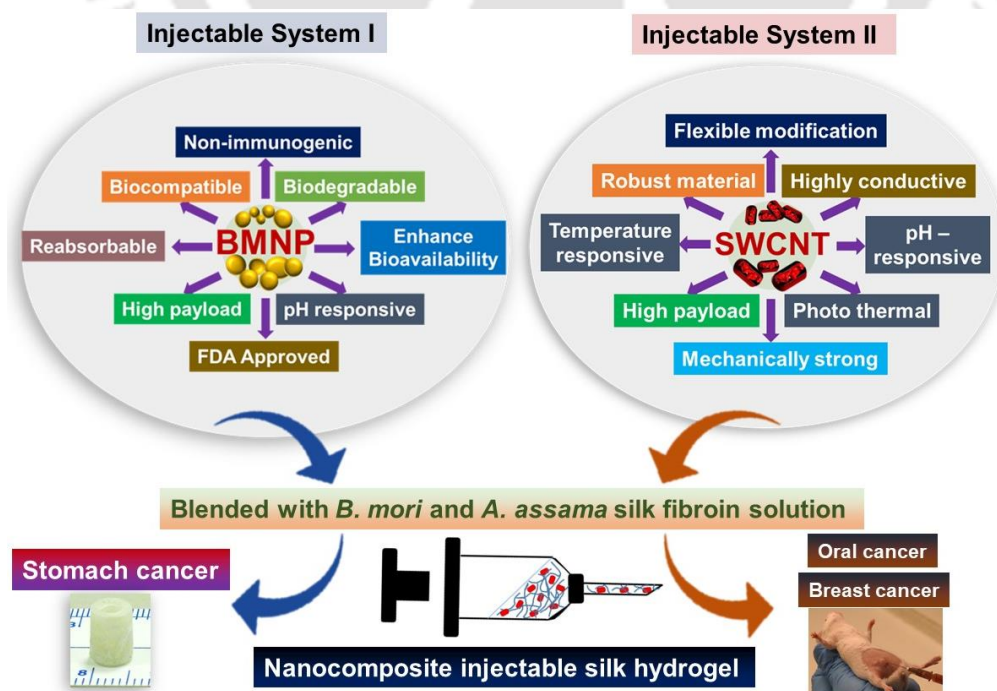 Injectable System I
Injectable System II
Non-immunogenic
Biocompatible
Biodegradable
Reabsorbable
BMNP
Enhance
Bioavailability
High payload
pH responsive
FDA Approved
Flexible modification
Robust material
Highly conductive
Temperature
responsive
SWCNT
pH –
responsive
High payload
Photo thermal
Mechanically strong
Blended with B. mori and A. assama silk fibroin solution
Stomach cancer
Oral cancer
Breast cancer
Nanocomposite injectable silk hydrogel